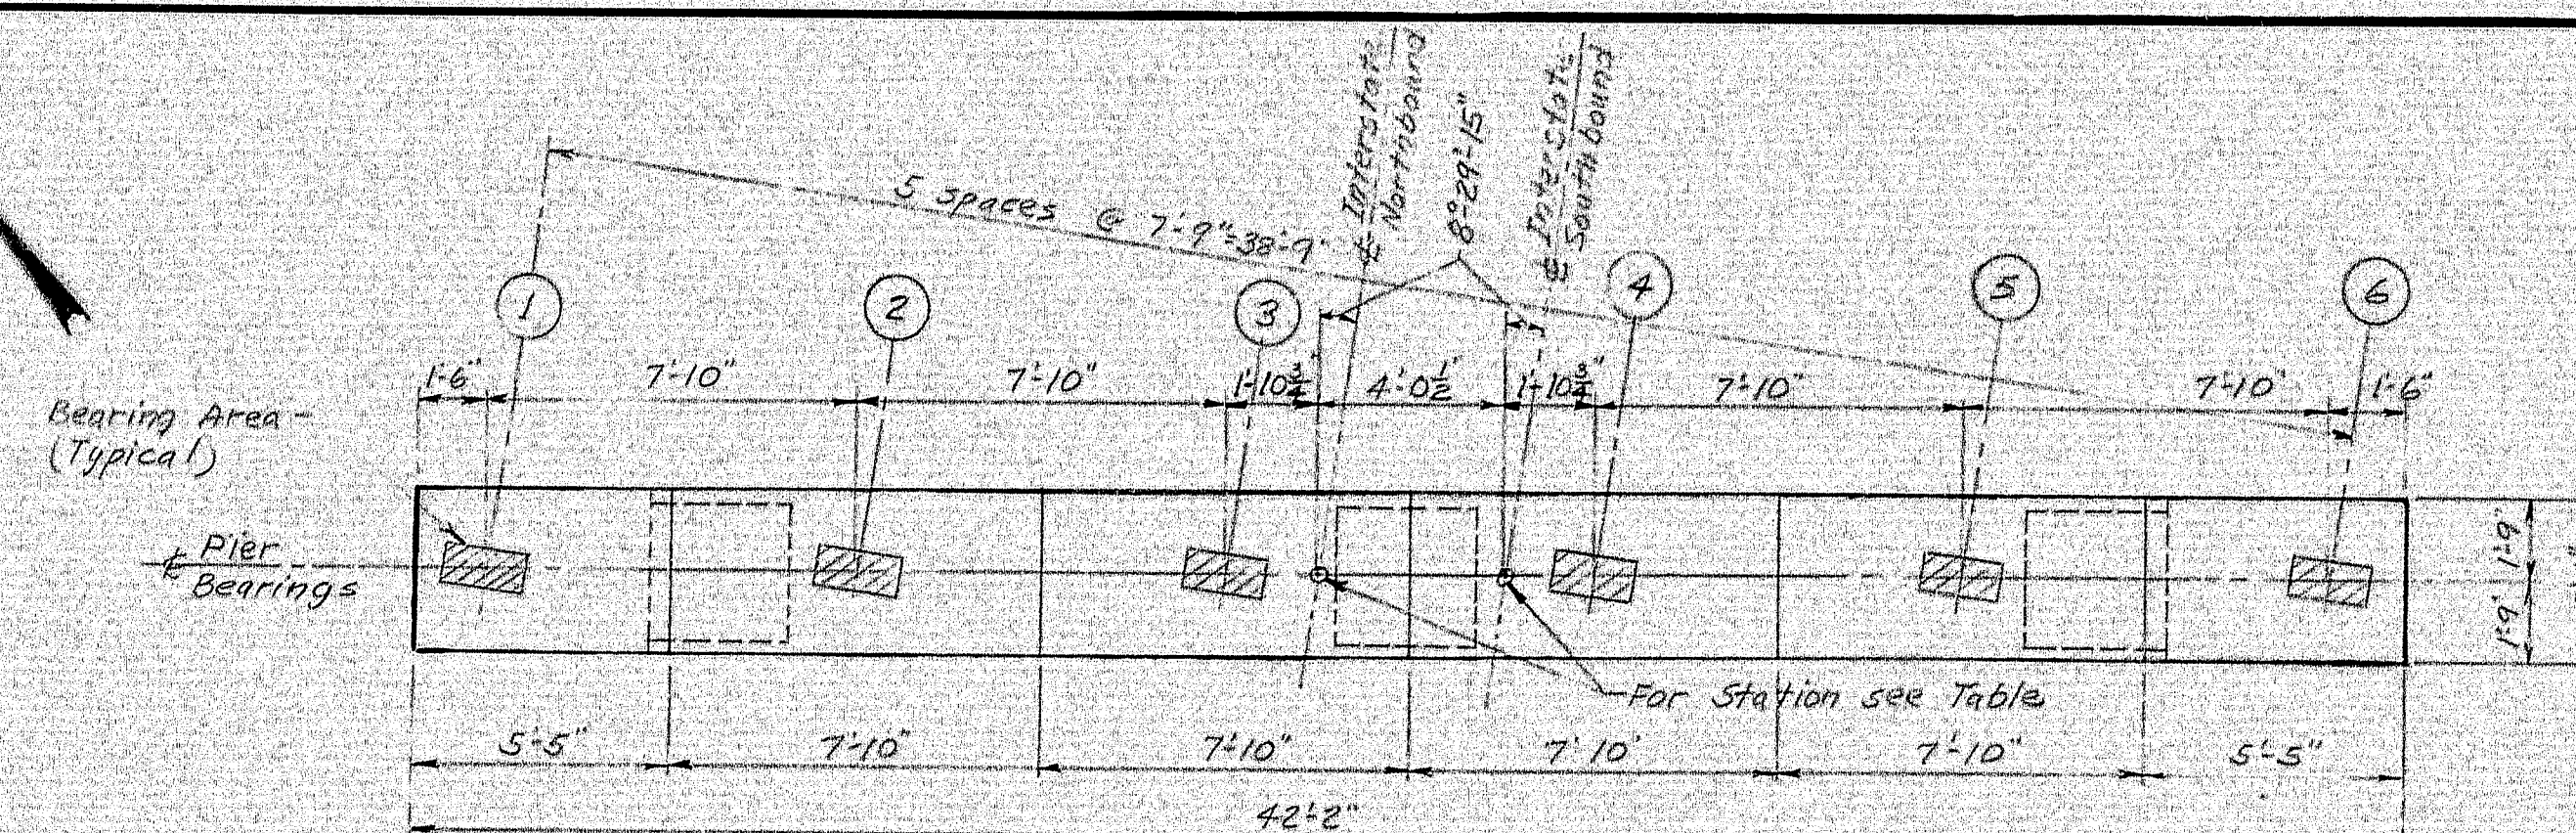 ℄ Interstate
Northbound
8°-29'-15"
℄ Interstate
Southbound
5 spaces @ 7'-9"=38'-9"
1
2
3
4
5
6
1'-6"
7'-10"
7'-10"
1'-10¾"
4'-0½"
1'-10¾"
7'-10"
7'-10"
1'-6"
Bearing Area
(Typical)
℄ Pier
Bearings
1'-9"
1'-9"
For Station see Table
5'-5"
7'-10"
7'-10"
7'-10"
7'-10"
5'-5"
42'-2"